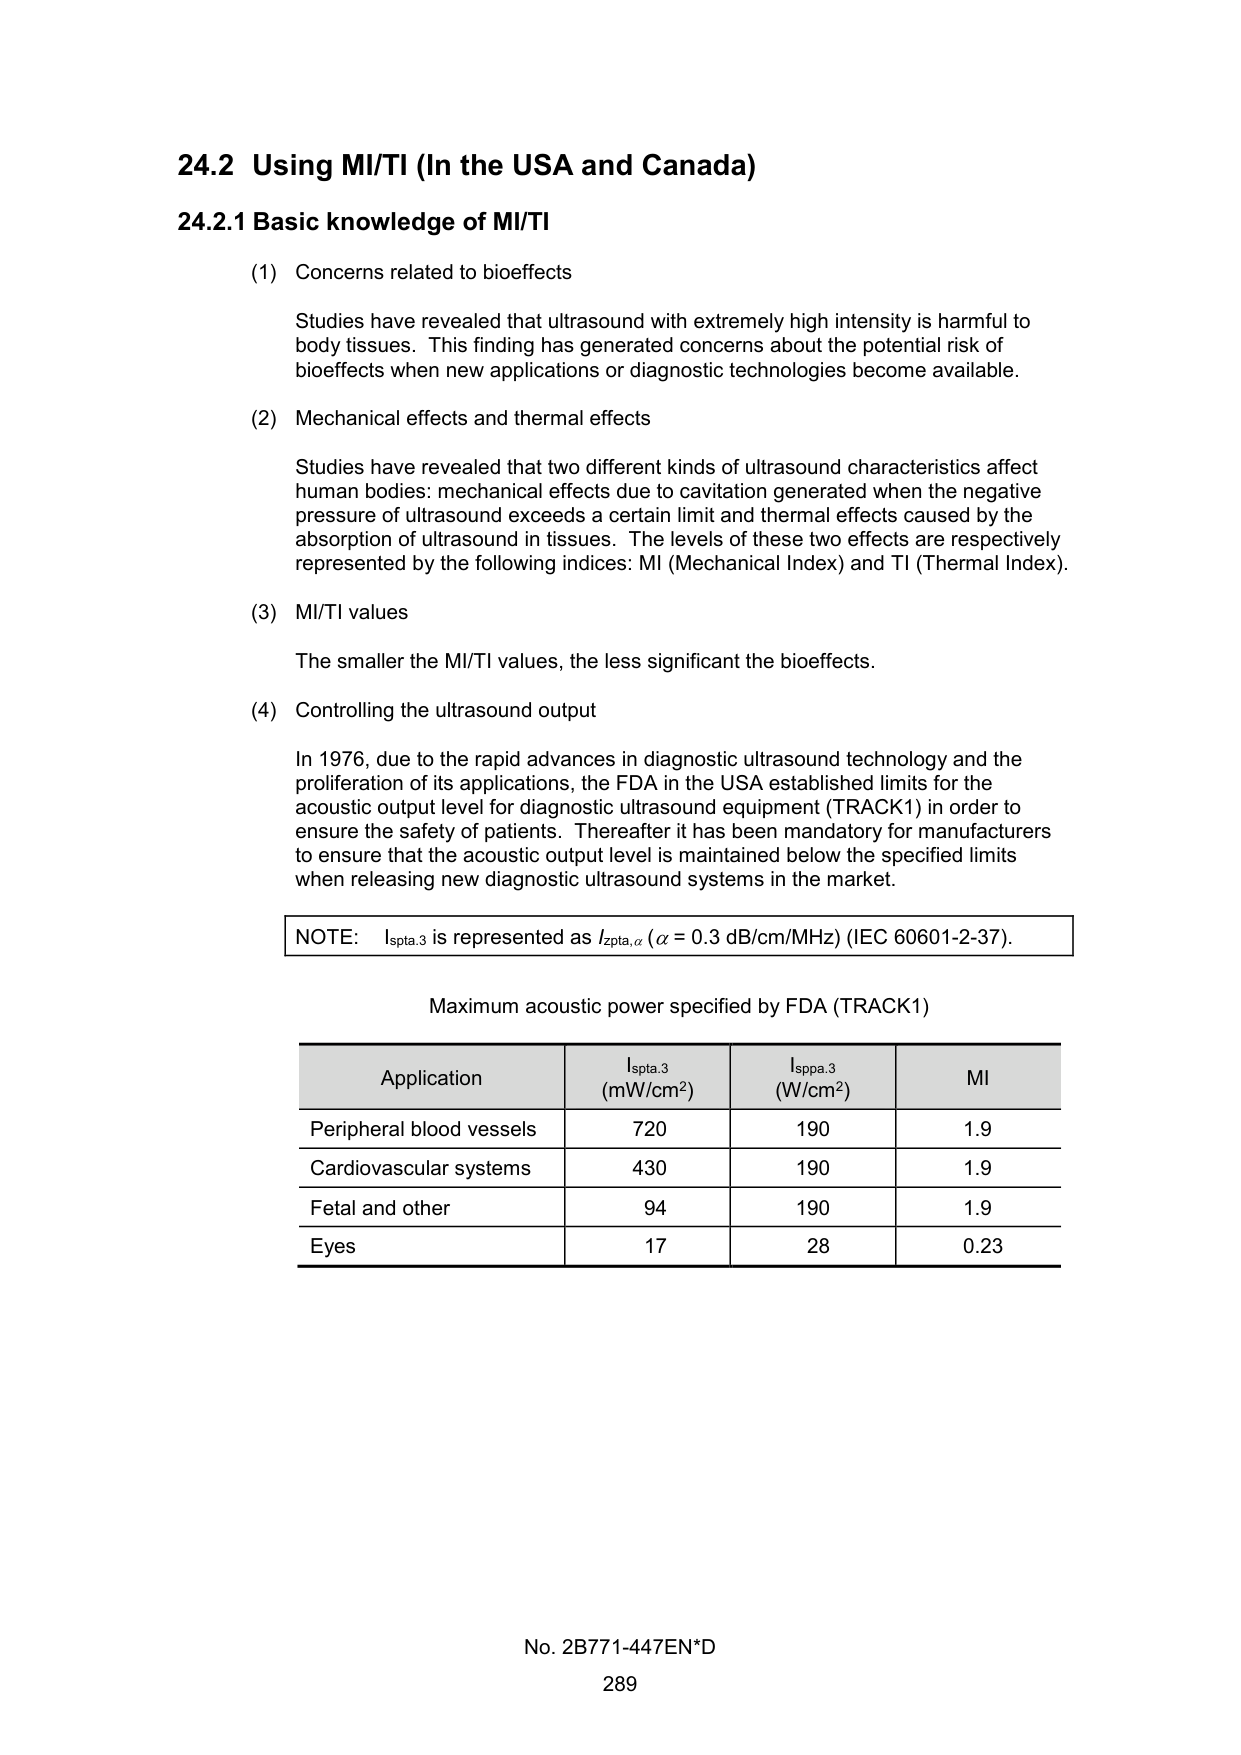 24.2 Using MI/TI (In the USA and Canada)
24.2.1 Basic knowledge of MI/TI
(1) Concerns related to bioeffects
Studies have revealed that ultrasound with extremely high intensity is harmful to
body tissues. This finding has generated concerns about the potential risk of
bioeffects when new applications or diagnostic technologies become available.
(2) Mechanical effects and thermal effects
Studies have revealed that two different kinds of ultrasound characteristics affect
human bodies: mechanical effects due to cavitation generated when the negative
pressure of ultrasound exceeds a certain limit and thermal effects caused by the
absorption of ultrasound in tissues. The levels of these two effects are respectively
represented by the following indices: MI (Mechanical Index) and TI (Thermal Index).
(3) MI/TI values
The smaller the MI/TI values, the less significant the bioeffects.
(4) Controlling the ultrasound output
In 1976, due to the rapid advances in diagnostic ultrasound technology and the
proliferation of its applications, the FDA in the USA established limits for the
acoustic output level for diagnostic ultrasound equipment (TRACK1) in order to
ensure the safety of patients. Thereafter it has been mandatory for manufacturers
to ensure that the acoustic output level is maintained below the specified limits
when releasing new diagnostic ultrasound systems in the market.
NOTE: Ispta.3 is represented as Izpta,α (α = 0.3 dB/cm/MHz) (IEC 60601-2-37).
Maximum acoustic power specified by FDA (TRACK1)
Application Ispta.3 (mW/cm²) Isppa.3 (W/cm²) MI
Peripheral blood vessels 720 190 1.9
Cardiovascular systems 430 190 1.9
Fetal and other 94 190 1.9
Eyes 17 28 0.23
No. 2B771-447EN*D
289